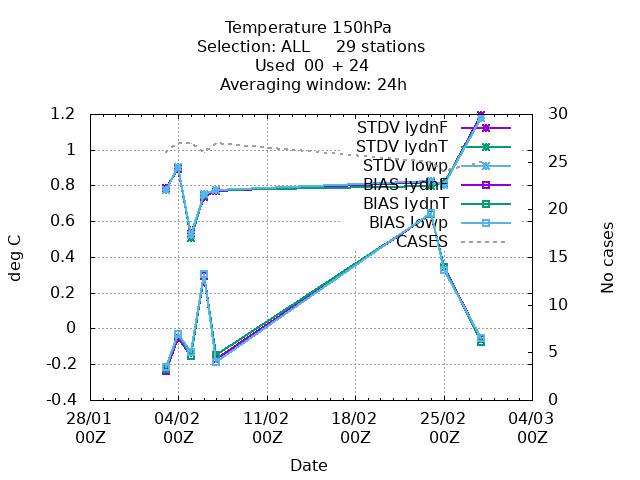 Temperature 150hPa
Selection: ALL 29 stations
Used 00 + 24
Averaging window: 24h
1.2
1
0.8
0.6
0.4
0.2
0
-0.2
-0.4
30
25
20
15
10
5
0
deg C
No cases
STDV lydnF
STDV lydnT
STDV lowp
BIAS lydnF
BIAS lydnT
BIAS lowp
CASES
28/01 04/02 11/02 18/02 25/02 04/03
00Z 00Z 00Z 00Z 00Z 00Z
Date